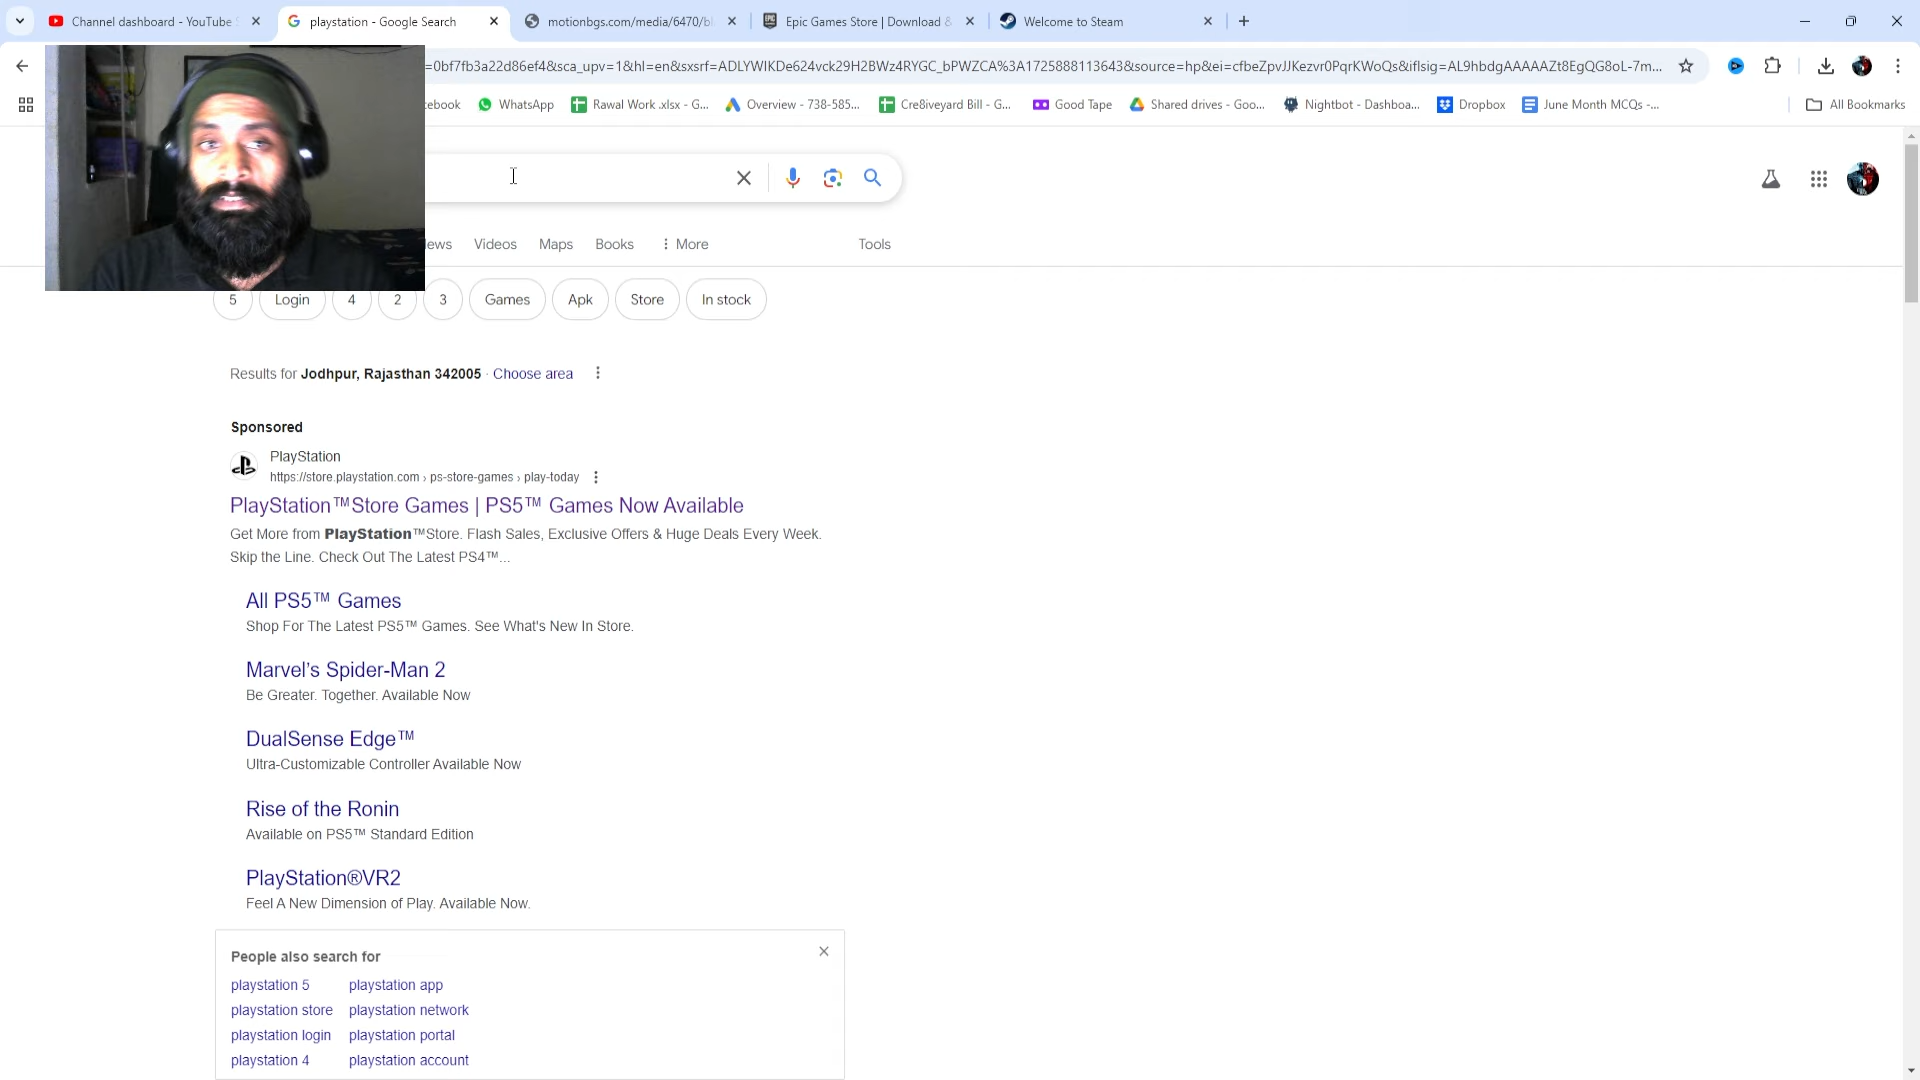 Channel dashboard - YouTube S
playstation - Google Search
motionbgs.com/media/6470/bl
Epic Games Store | Download &
Welcome to Steam
=0bf7fb3a22d86ef4&sca_upv=1&hl=en&sxsrf=ADLYWIKDe624vck29H2BWz4RYGC_bPWZCA%3A1725888113643&source=hp&ei=cfbeZpvJJKezvr0PqrKWoQs&iflsig=AL9hbdgAAAAAZt8EgQG8oL-7m...
cebook
WhatsApp
Rawal Work .xlsx - G...
Overview - 738-585...
Cre8iveyard Bill - G...
Good Tape
Shared drives - Goo...
Nightbot - Dashboa...
Dropbox
June Month MCQs -...
All Bookmarks
ews
Videos
Maps
Books
More
Tools
5
Login
4
2
3
Games
Apk
Store
In stock
Results for Jodhpur, Rajasthan 342005 · Choose area
Sponsored
PlayStation
https://store.playstation.com › ps-store-games › play-today
PlayStation™Store Games | PS5™ Games Now Available
Get More from PlayStation™Store. Flash Sales, Exclusive Offers & Huge Deals Every Week.
Skip the Line. Check Out The Latest PS4™...
All PS5™ Games
Shop For The Latest PS5™ Games. See What's New In Store.
Marvel's Spider-Man 2
Be Greater. Together. Available Now
DualSense Edge™
Ultra-Customizable Controller Available Now
Rise of the Ronin
Available on PS5™ Standard Edition
PlayStation®VR2
Feel A New Dimension of Play. Available Now.
People also search for
playstation 5
playstation app
playstation store
playstation network
playstation login
playstation portal
playstation 4
playstation account